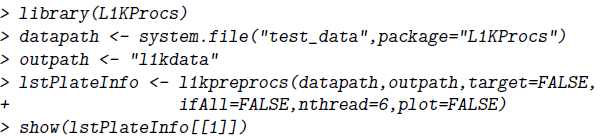 > library(L1KProcs)
> datapath <- system.file("test_data",package="L1KProcs")
> outpath <- "l1kdata"
> lstPlateInfo <- l1kpreprocs(datapath,outpath,target=FALSE,
+ ifAll=FALSE,nthread=6,plot=FALSE)
> show(lstPlateInfo[[1]])